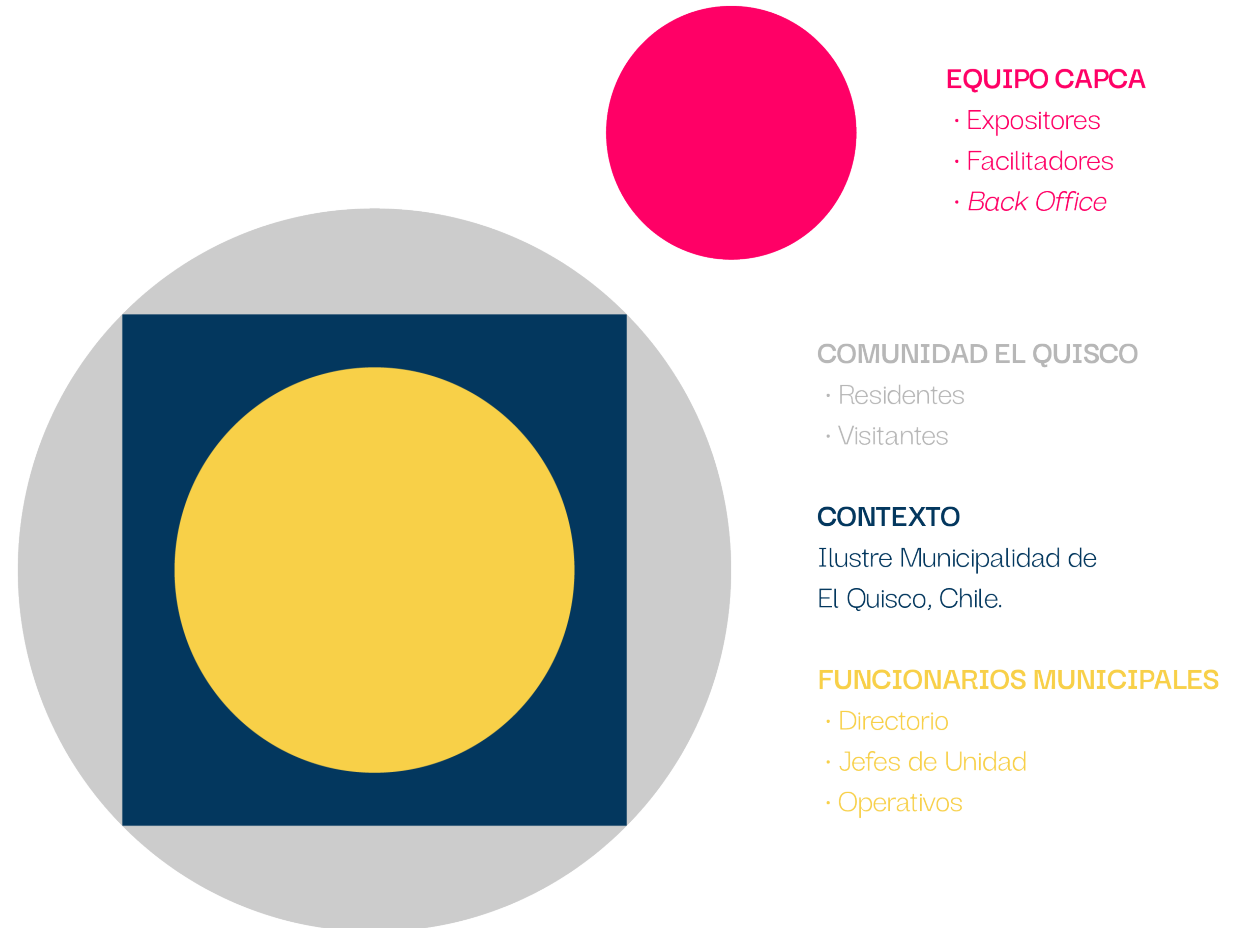 EQUIPO CAPCA
· Expositores
· Facilitadores
· Back Office
COMUNIDAD EL QUISCO
· Residentes
· Visitantes
CONTEXTO
Ilustre Municipalidad de
El Quisco, Chile.
FUNCIONARIOS MUNICIPALES
· Directorio
· Jefes de Unidad
· Operativos